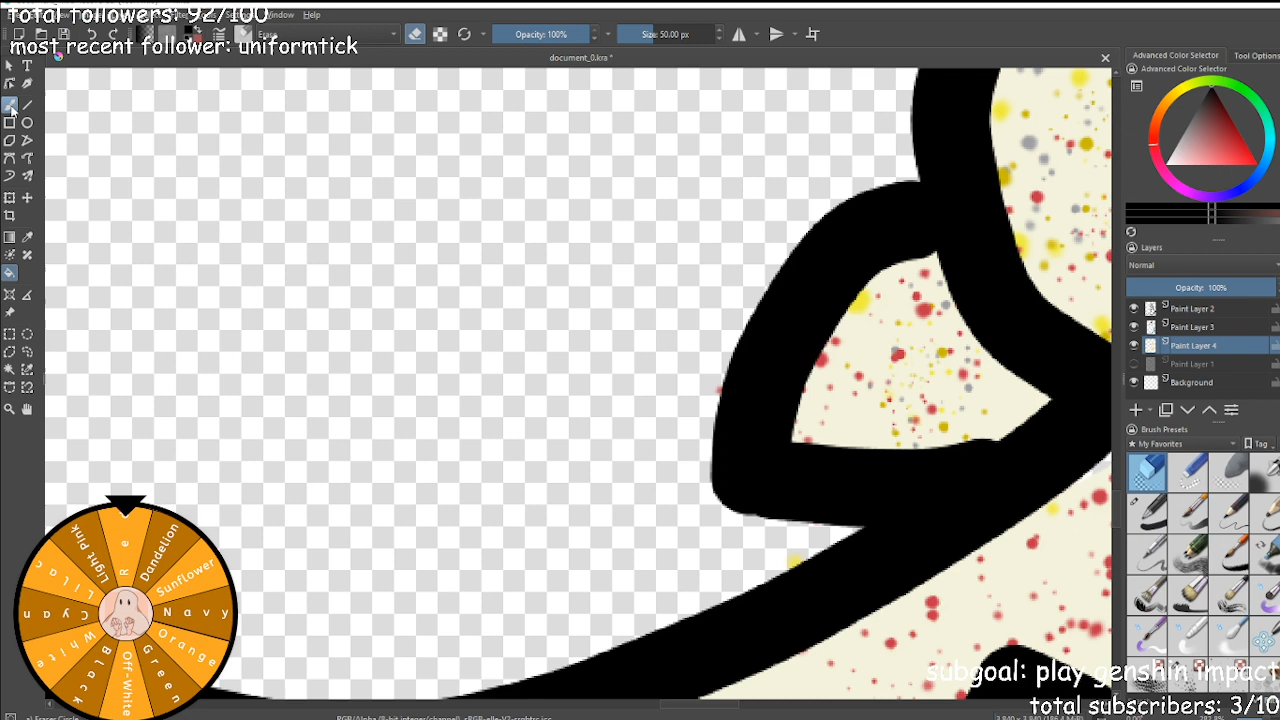 total followers: 92/100
Window Help
most recent follower: uniformtick
Erase
Opacity: 100%
Size: 50.00 px
document_0.kra *
Advanced Color Selector
Tool Options
Advanced Color Selector
Layers
Normal
Opacity: 100%
Paint Layer 2
Paint Layer 3
Paint Layer 4
Paint Layer 1
Background
Brush Presets
My Favorites
Tag
Light Pink
Dandelion
Sunflower
Navy
Orange
Green
Off-White
Black
White
Cyan
Lilac
subgoal: play genshin impact
total subscribers: 3/10